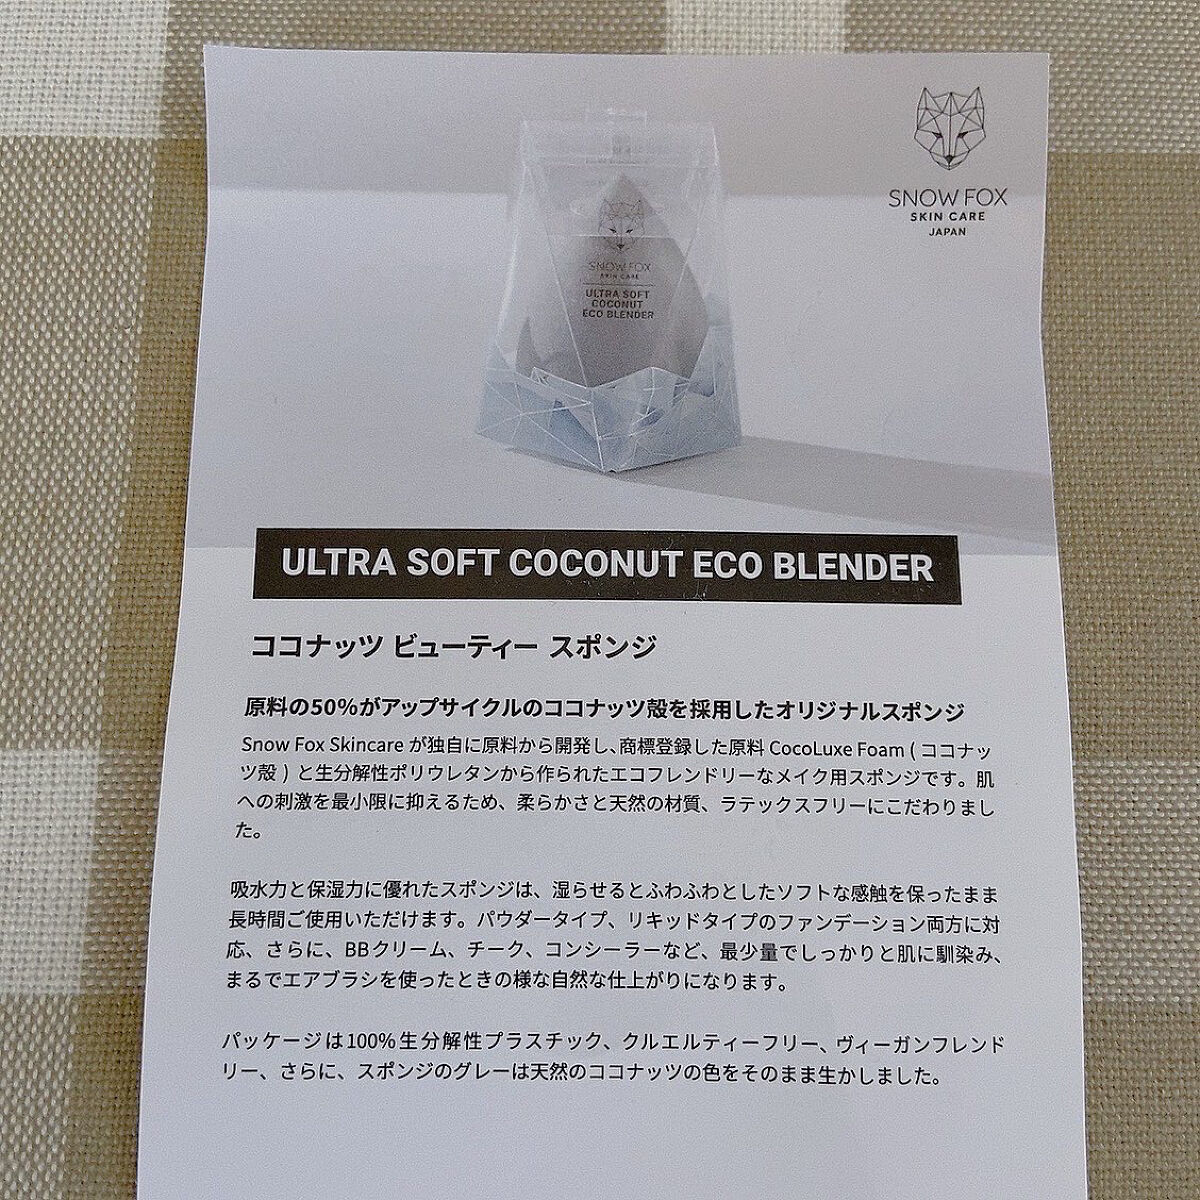 SNOW FOX
SKIN CARE
JAPAN
SNOW FOX
SKIN CARE
ULTRA SOFT
COCONUT
ECO BLENDER
ULTRA SOFT COCONUT ECO BLENDER
ココナッツ ビューティー スポンジ
原料の50%がアップサイクルのココナッツ殻を採用したオリジナルスポンジ
Snow Fox Skincare が独自に原料から開発し、商標登録した原料 CocoLuxe Foam ( ココナッ
ツ殻 ) と生分解性ポリウレタンから作られたエコフレンドリーなメイク用スポンジです。肌
への刺激を最小限に抑えるため、柔らかさと天然の材質、ラテックスフリーにこだわりまし
た。
吸水力と保湿力に優れたスポンジは、湿らせるとふわふわとしたソフトな感触を保ったまま
長時間ご使用いただけます。パウダータイプ、リキッドタイプのファンデーション両方に対
応、さらに、BBクリーム、チーク、コンシーラーなど、最少量でしっかりと肌に馴染み、
まるでエアブラシを使ったときの様な自然な仕上がりになります。
パッケージは100%生分解性プラスチック、クルエルティーフリー、ヴィーガンフレンド
リー、さらに、スポンジのグレーは天然のココナッツの色をそのまま生かしました。